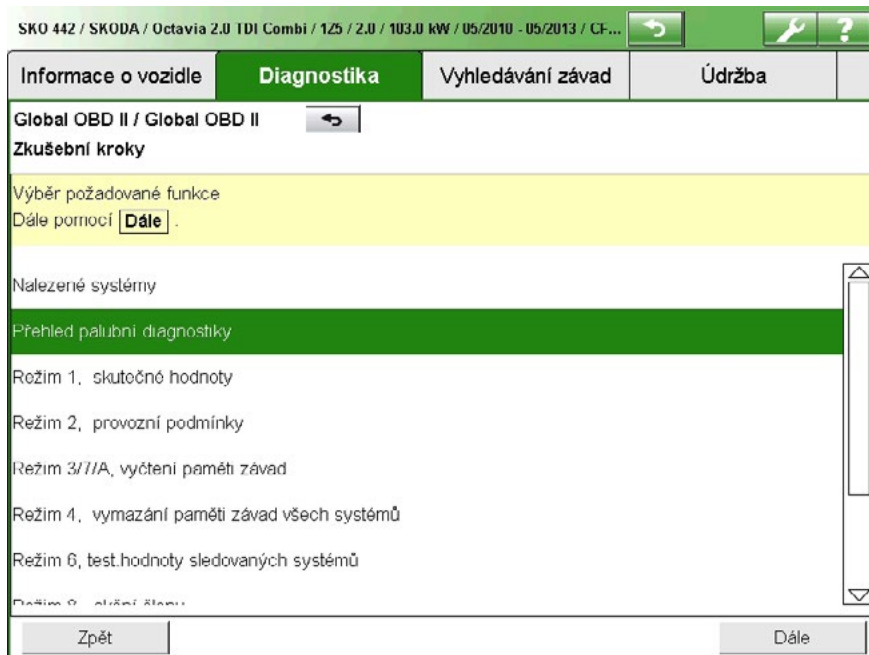 SKO 442 / SKODA / Octavia 2.0 TDI Combi / 1Z5 / 2.0 / 103.0 kW / 05/2010 - 05/2013 / CF...
?
Informace o vozidle Diagnostika Vyhledávání závad Údržba
Global OBD II / Global OBD II
Zkušební kroky
Výběr požadované funkce
Dále pomocí Dále .
Nalezené systémy
Přehled palubní diagnostiky
Režim 1, skutečné hodnoty
Režim 2, provozní podmínky
Režim 3/7/A, vyčtení paměti závad
Režim 4, vymazání paměti závad všech systémů
Režim 6, test.hodnoty sledovaných systémů
Zpět Dále